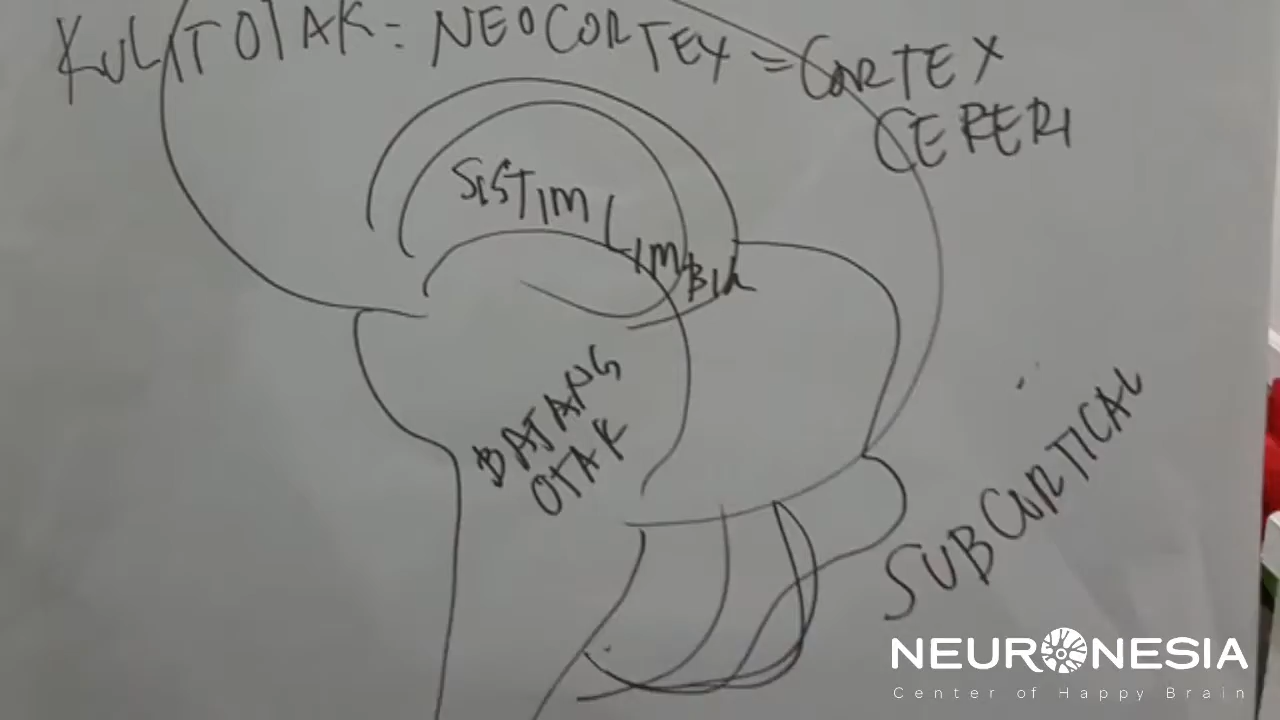 KULIT OTAK = NEOCORTEX = CORTEX
CEREBRI
SISTIM LIMBIK
BATANG
OTAK
SUBCORTICAL
NEURONESIA
Center of Happy Brain